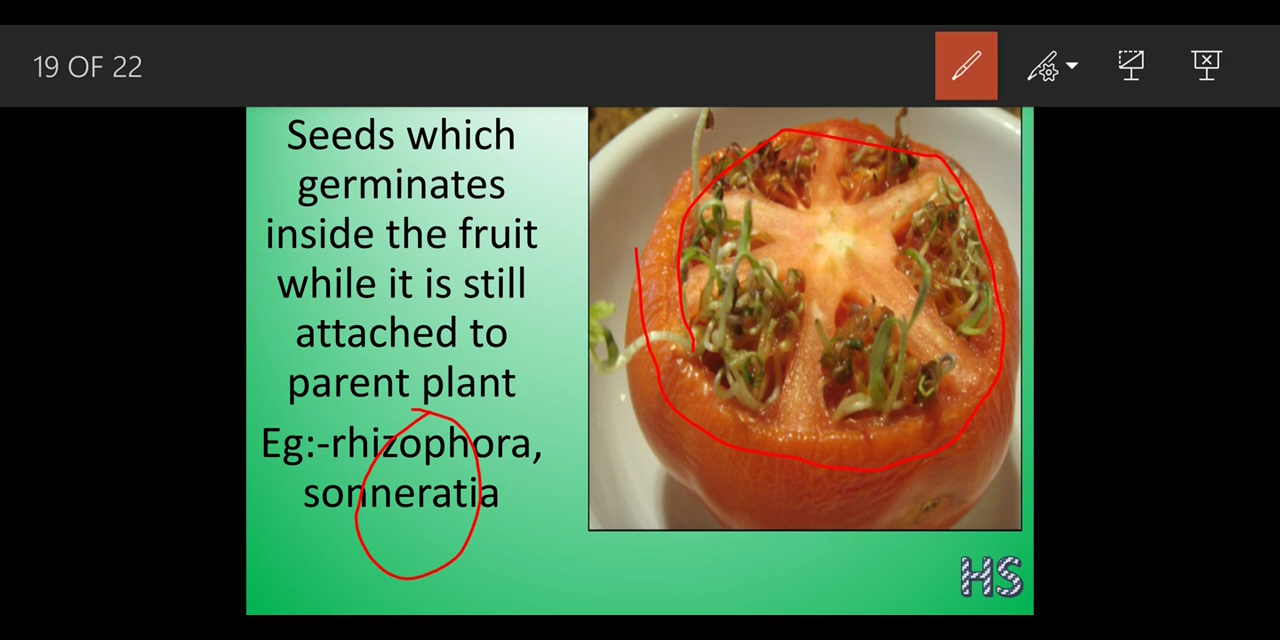 19 OF 22
Seeds which
germinates
inside the fruit
while it is still
attached to
parent plant
Eg:-rhizophora,
sonneratia
HS